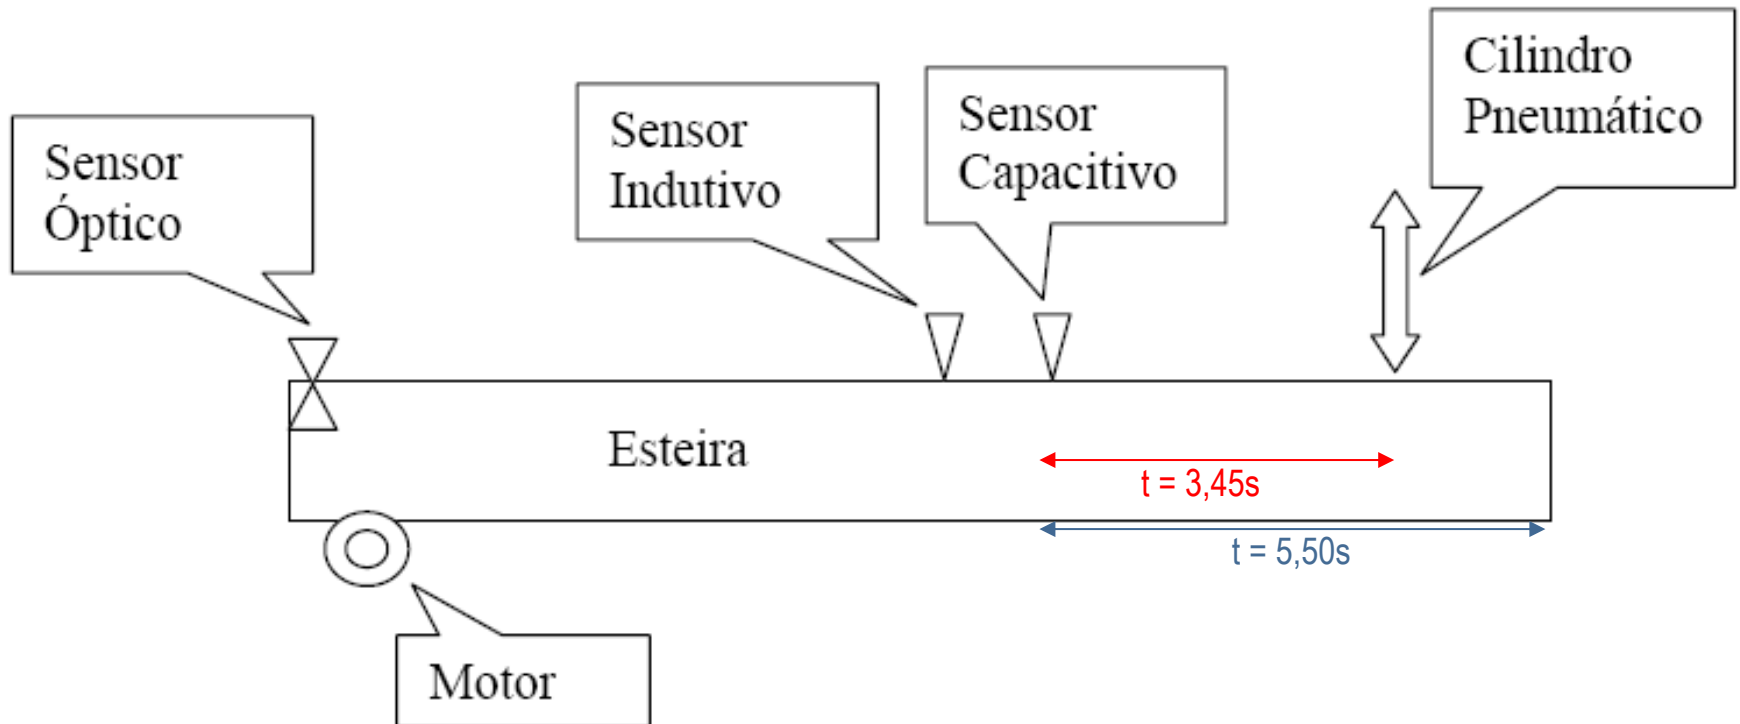 Sensor
Óptico
Sensor
Indutivo
Sensor
Capacitivo
Cilindro
Pneumático
Esteira
t = 3,45s
t = 5,50s
Motor